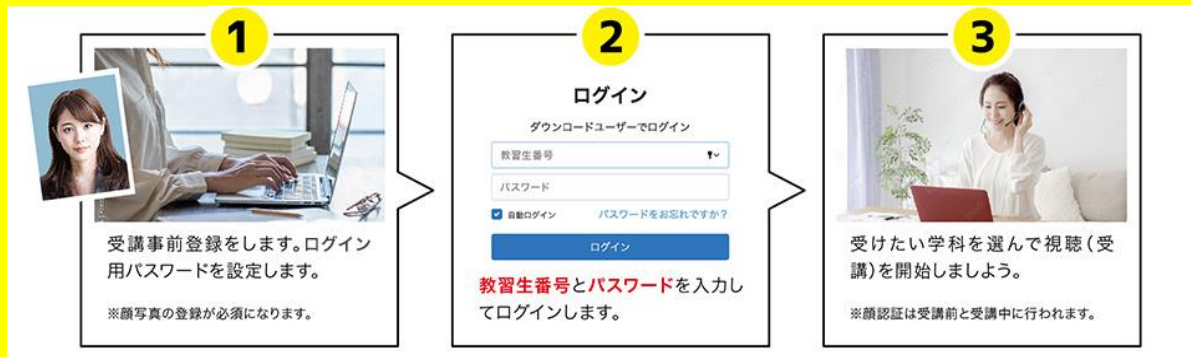 1
受講事前登録をします。ログイン
用パスワードを設定します。
※顔写真の登録が必須になります。
2
ログイン
ダウンロードユーザーでログイン
教習生番号
パスワード
自動ログイン パスワードをお忘れですか？
ログイン
教習生番号とパスワードを入力し
てログインします。
3
受けたい学科を選んで視聴（受
講）を開始しましよう。
※顔認証は受講前と受講中に行われます。